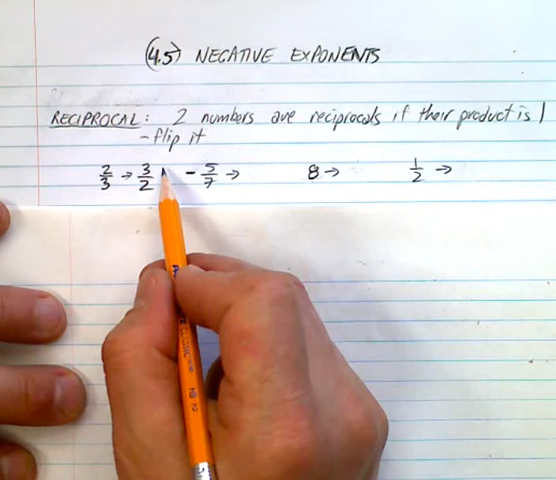 (4.5) NEGATIVE EXPONENTS
RECIPROCAL: 2 numbers are reciprocals if their product is 1
- flip it
2/3 → 3/2 - 5/7 → 8 → 1/2 →